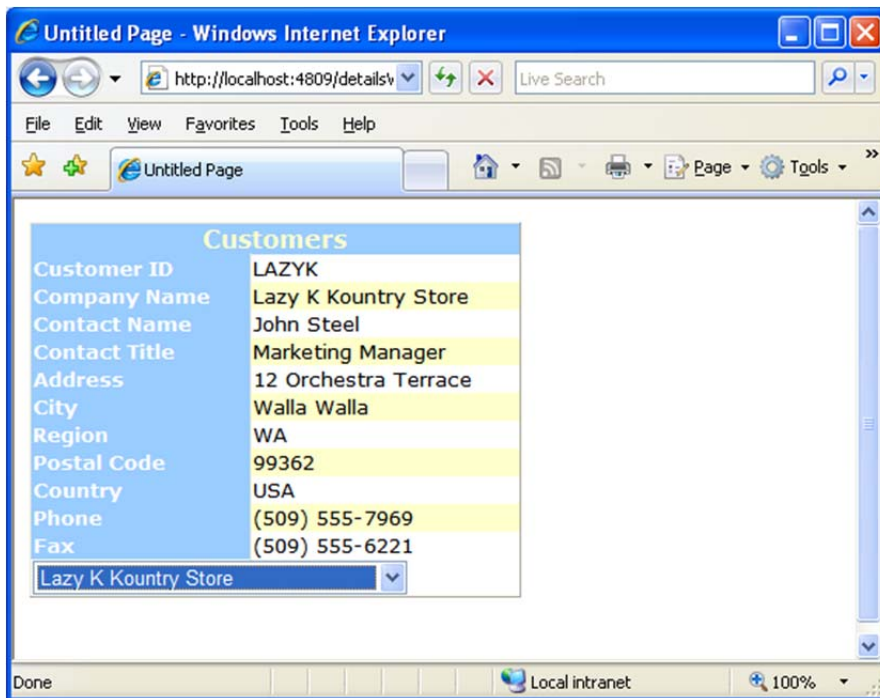 Untitled Page - Windows Internet Explorer
http://localhost:4809/details
Live Search
File Edit View Favorites Tools Help
Untitled Page
Page
Tools
»
Customers
Customer ID LAZYK
Company Name Lazy K Kountry Store
Contact Name John Steel
Contact Title Marketing Manager
Address 12 Orchestra Terrace
City Walla Walla
Region WA
Postal Code 99362
Country USA
Phone (509) 555-7969
Fax (509) 555-6221
Lazy K Kountry Store
Done
Local intranet
100%